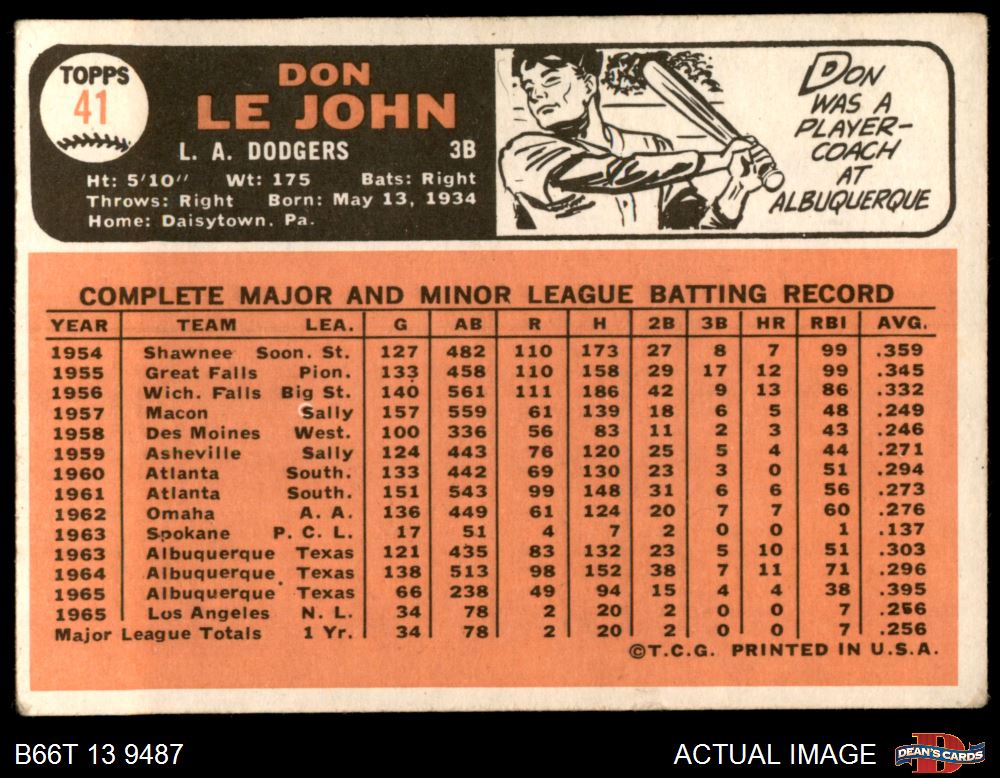 TOPPS
41
DON
LE JOHN
L. A. DODGERS 3B
Ht: 5'10" Wt: 175 Bats: Right
Throws: Right Born: May 13, 1934
Home: Daisytown, Pa.
DON
WAS A
PLAYER-
COACH
AT
ALBUQUERQUE
COMPLETE MAJOR AND MINOR LEAGUE BATTING RECORD
YEAR TEAM LEA. G AB R H 2B 3B HR RBI AVG.
1954 Shawnee Soon. St. 127 482 110 173 27 8 7 99 .359
1955 Great Falls Pion. 133 458 110 158 29 17 12 99 .345
1956 Wich. Falls Big St. 140 561 111 186 42 9 13 86 .332
1957 Macon Sally 157 559 61 139 18 6 5 48 .249
1958 Des Moines West. 100 336 56 83 11 2 3 43 .246
1959 Asheville Sally 124 443 76 120 25 5 4 44 .271
1960 Atlanta South. 133 442 69 130 23 3 0 51 .294
1961 Atlanta South. 151 543 99 148 31 6 6 56 .273
1962 Omaha A. A. 136 449 61 124 20 7 7 60 .276
1963 Spokane P. C. L. 17 51 4 7 2 0 0 1 .137
1963 Albuquerque Texas 121 435 83 132 23 5 10 51 .303
1964 Albuquerque Texas 138 513 98 152 38 7 11 71 .296
1965 Albuquerque Texas 66 238 49 94 15 4 4 38 .395
1965 Los Angeles N. L. 34 78 2 20 2 0 0 7 .256
Major League Totals 1 Yr. 34 78 2 20 2 0 0 7 .256
©T.C.G. PRINTED IN U.S.A.
B66T 13 9487
ACTUAL IMAGE
DEAN'S CARDS